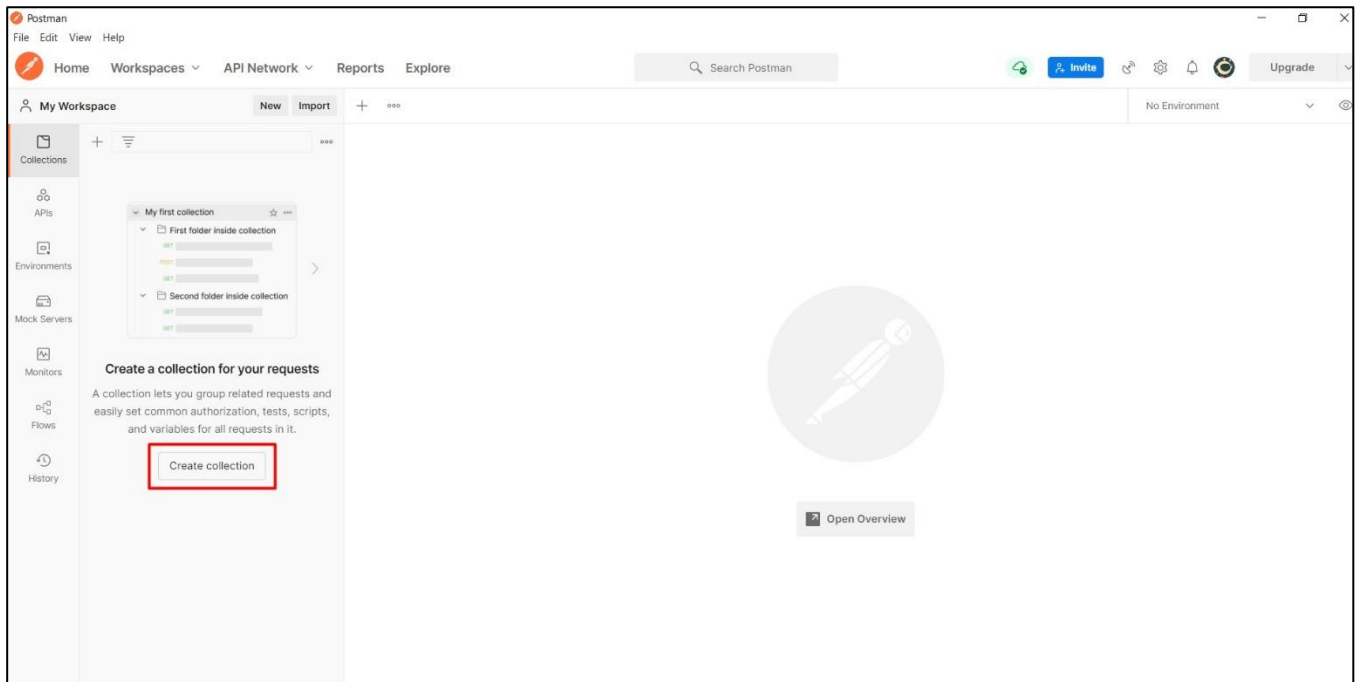 Postman
File Edit View Help
Home Workspaces API Network Reports Explore
Search Postman
Invite
Upgrade
My Workspace
New Import
No Environment
Collections
APIs
Environments
Mock Servers
Monitors
Flows
History
My first collection
First folder inside collection
GET
POST
GET
Second folder inside collection
GET
GET
Create a collection for your requests
A collection lets you group related requests and
easily set common authorization, tests, scripts,
and variables for all requests in it.
Create collection
Open Overview